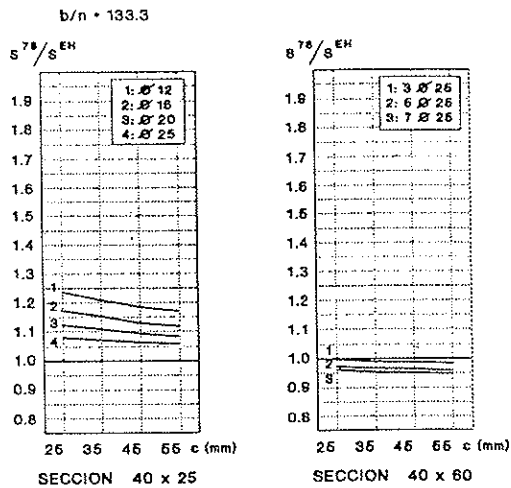 b/n • 133.3
S⁷⁸/S^EH
1: Ø 12
2: Ø 16
3: Ø 20
4: Ø 25
1.9
1.8
1.7
1.6
1.5
1.4
1.3
1.2
1.1
1.0
0.9
0.8
1
2
3
4
25 35 45 55 c (mm)
SECCION 40 x 25
S⁷⁸/S^EH
1: 3 Ø 25
2: 5 Ø 25
3: 7 Ø 25
1.9
1.8
1.7
1.6
1.5
1.4
1.3
1.2
1.1
1.0
0.9
0.8
1
2
3
25 35 45 55 c (mm)
SECCION 40 x 60